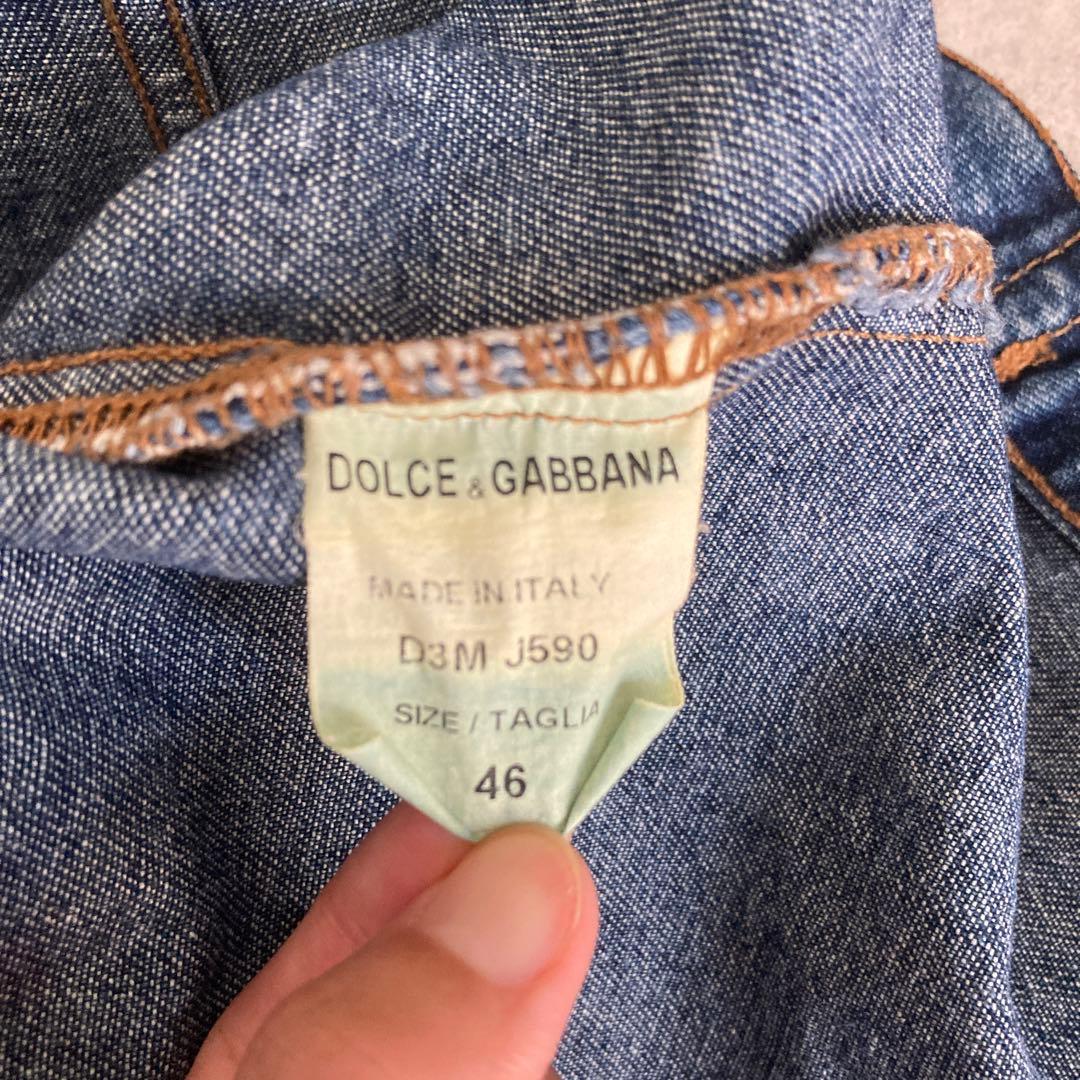 DOLCE & GABBANA
MADE IN ITALY
D3M J590
SIZE / TAGLIA
46